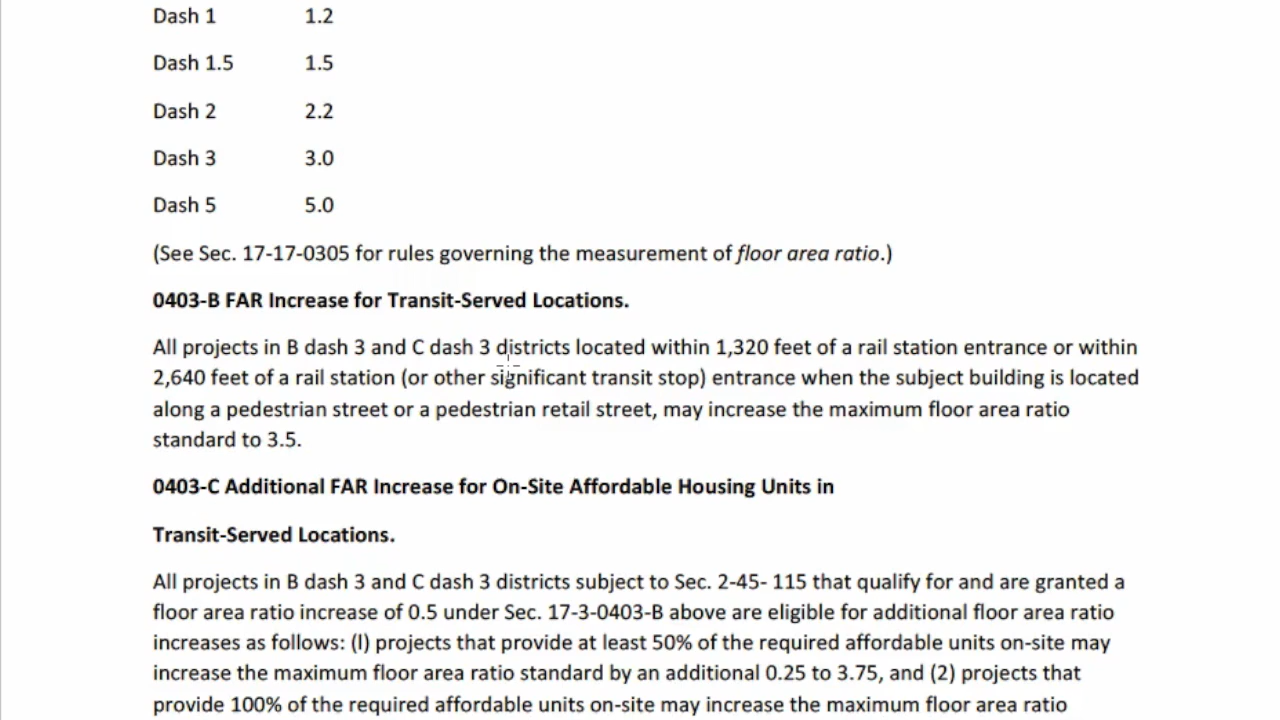 Dash 1 1.2
Dash 1.5 1.5
Dash 2 2.2
Dash 3 3.0
Dash 5 5.0
(See Sec. 17-17-0305 for rules governing the measurement of floor area ratio.)
0403-B FAR Increase for Transit-Served Locations.
All projects in B dash 3 and C dash 3 districts located within 1,320 feet of a rail station entrance or within
2,640 feet of a rail station (or other significant transit stop) entrance when the subject building is located
along a pedestrian street or a pedestrian retail street, may increase the maximum floor area ratio
standard to 3.5.
0403-C Additional FAR Increase for On-Site Affordable Housing Units in
Transit-Served Locations.
All projects in B dash 3 and C dash 3 districts subject to Sec. 2-45- 115 that qualify for and are granted a
floor area ratio increase of 0.5 under Sec. 17-3-0403-B above are eligible for additional floor area ratio
increases as follows: (l) projects that provide at least 50% of the required affordable units on-site may
increase the maximum floor area ratio standard by an additional 0.25 to 3.75, and (2) projects that
provide 100% of the required affordable units on-site may increase the maximum floor area ratio